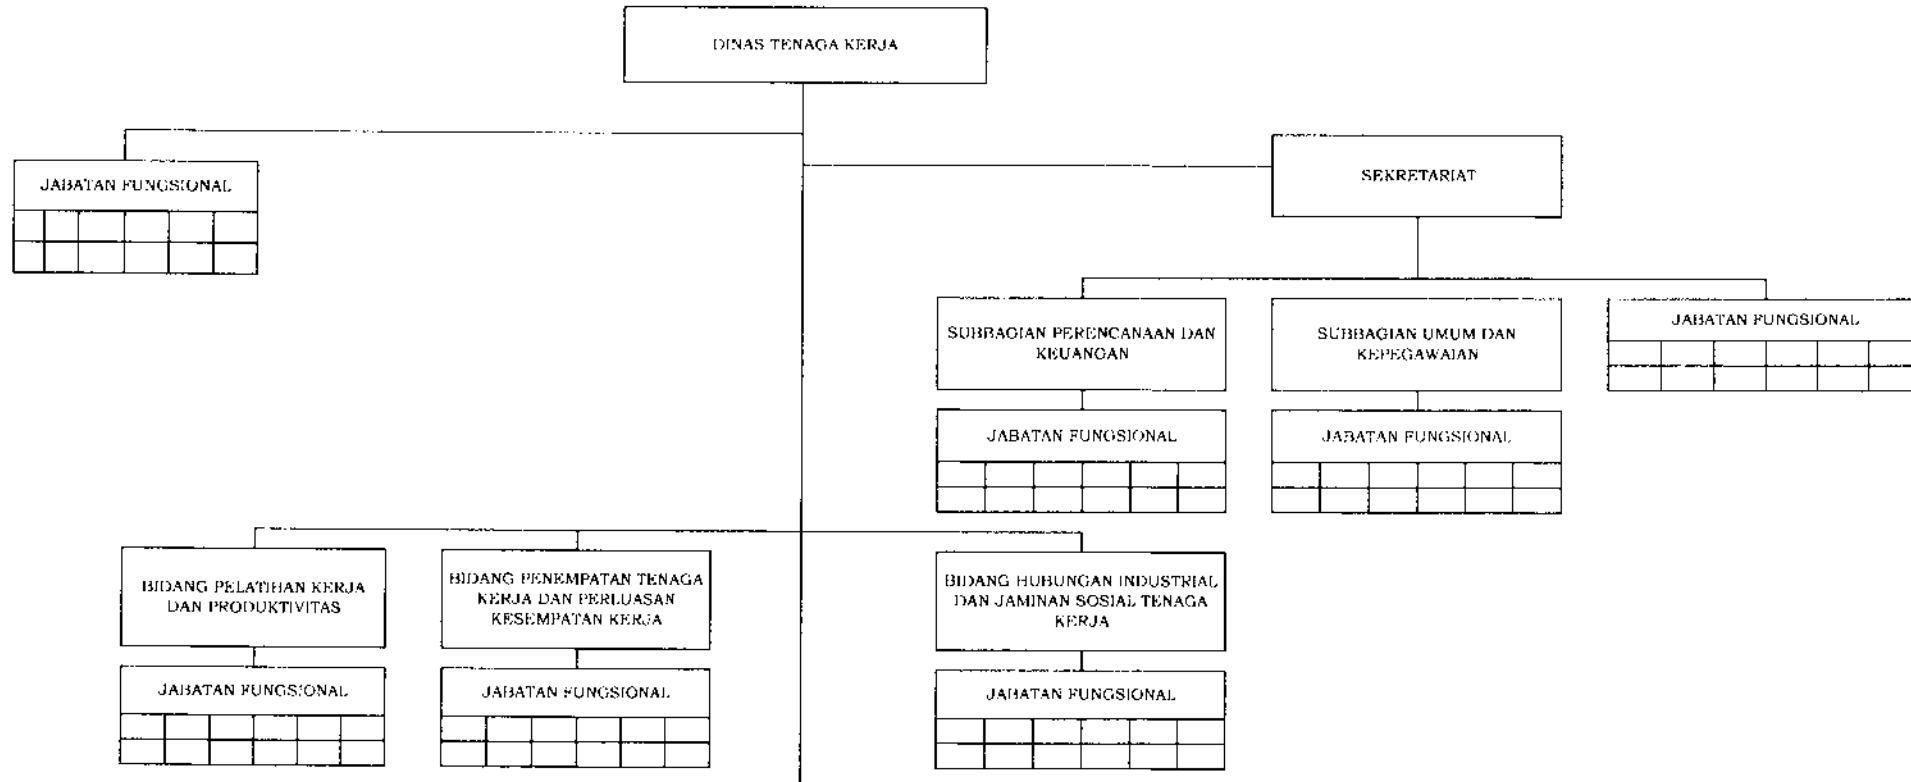 DINAS TENAGA KERJA
JABATAN FUNGSIONAL
SEKRETARIAT
SUBBAGIAN PERENCANAAN DAN
KEUANGAN
SUBBAGIAN UMUM DAN
KEPEGAWAIAN
JABATAN FUNGSIONAL
JABATAN FUNGSIONAL
JABATAN FUNGSIONAL
BIDANG PELATIHAN KERJA
DAN PRODUKTIVITAS
BIDANG PENEMPATAN TENAGA
KERJA DAN PERLUASAN
KESEMPATAN KERJA
BIDANG HUBUNGAN INDUSTRIAL
DAN JAMINAN SOSIAL TENAGA
KERJA
JABATAN FUNGSIONAL
JABATAN FUNGSIONAL
JABATAN FUNGSIONAL